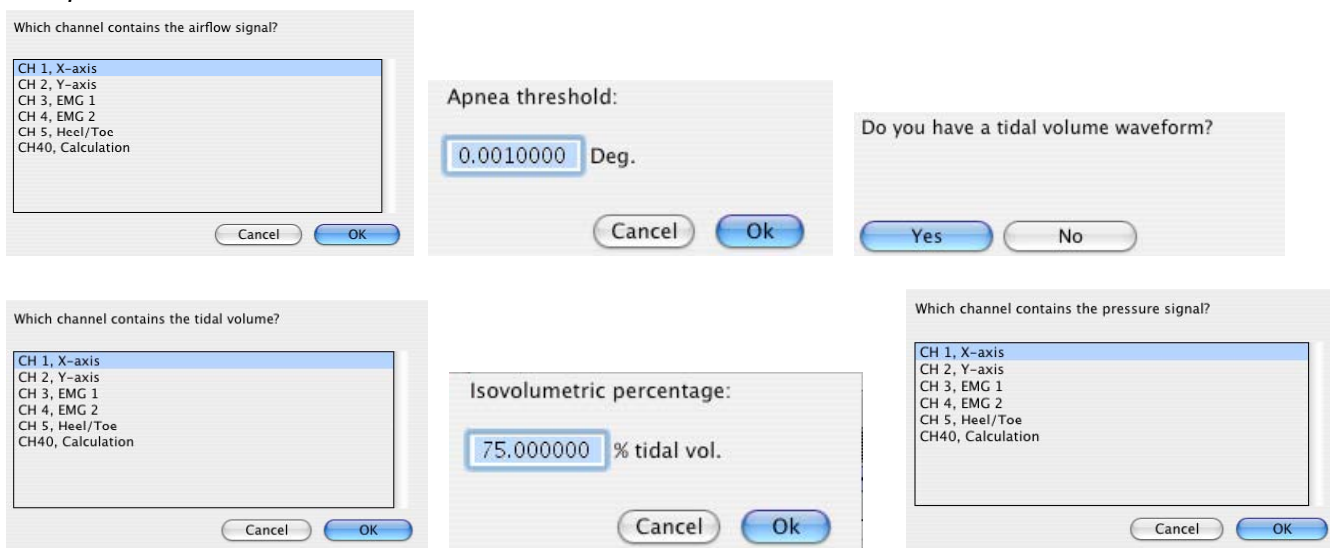 Which channel contains the airflow signal?
CH 1, X-axis
CH 2, Y-axis
CH 3, EMG 1
CH 4, EMG 2
CH 5, Heel/Toe
CH40, Calculation
Cancel
OK
Apnea threshold:
0.0010000 Deg.
Cancel
Ok
Do you have a tidal volume waveform?
Yes
No
Which channel contains the tidal volume?
CH 1, X-axis
CH 2, Y-axis
CH 3, EMG 1
CH 4, EMG 2
CH 5, Heel/Toe
CH40, Calculation
Cancel
OK
Isovolumetric percentage:
75.000000 % tidal vol.
Cancel
Ok
Which channel contains the pressure signal?
CH 1, X-axis
CH 2, Y-axis
CH 3, EMG 1
CH 4, EMG 2
CH 5, Heel/Toe
CH40, Calculation
Cancel
OK